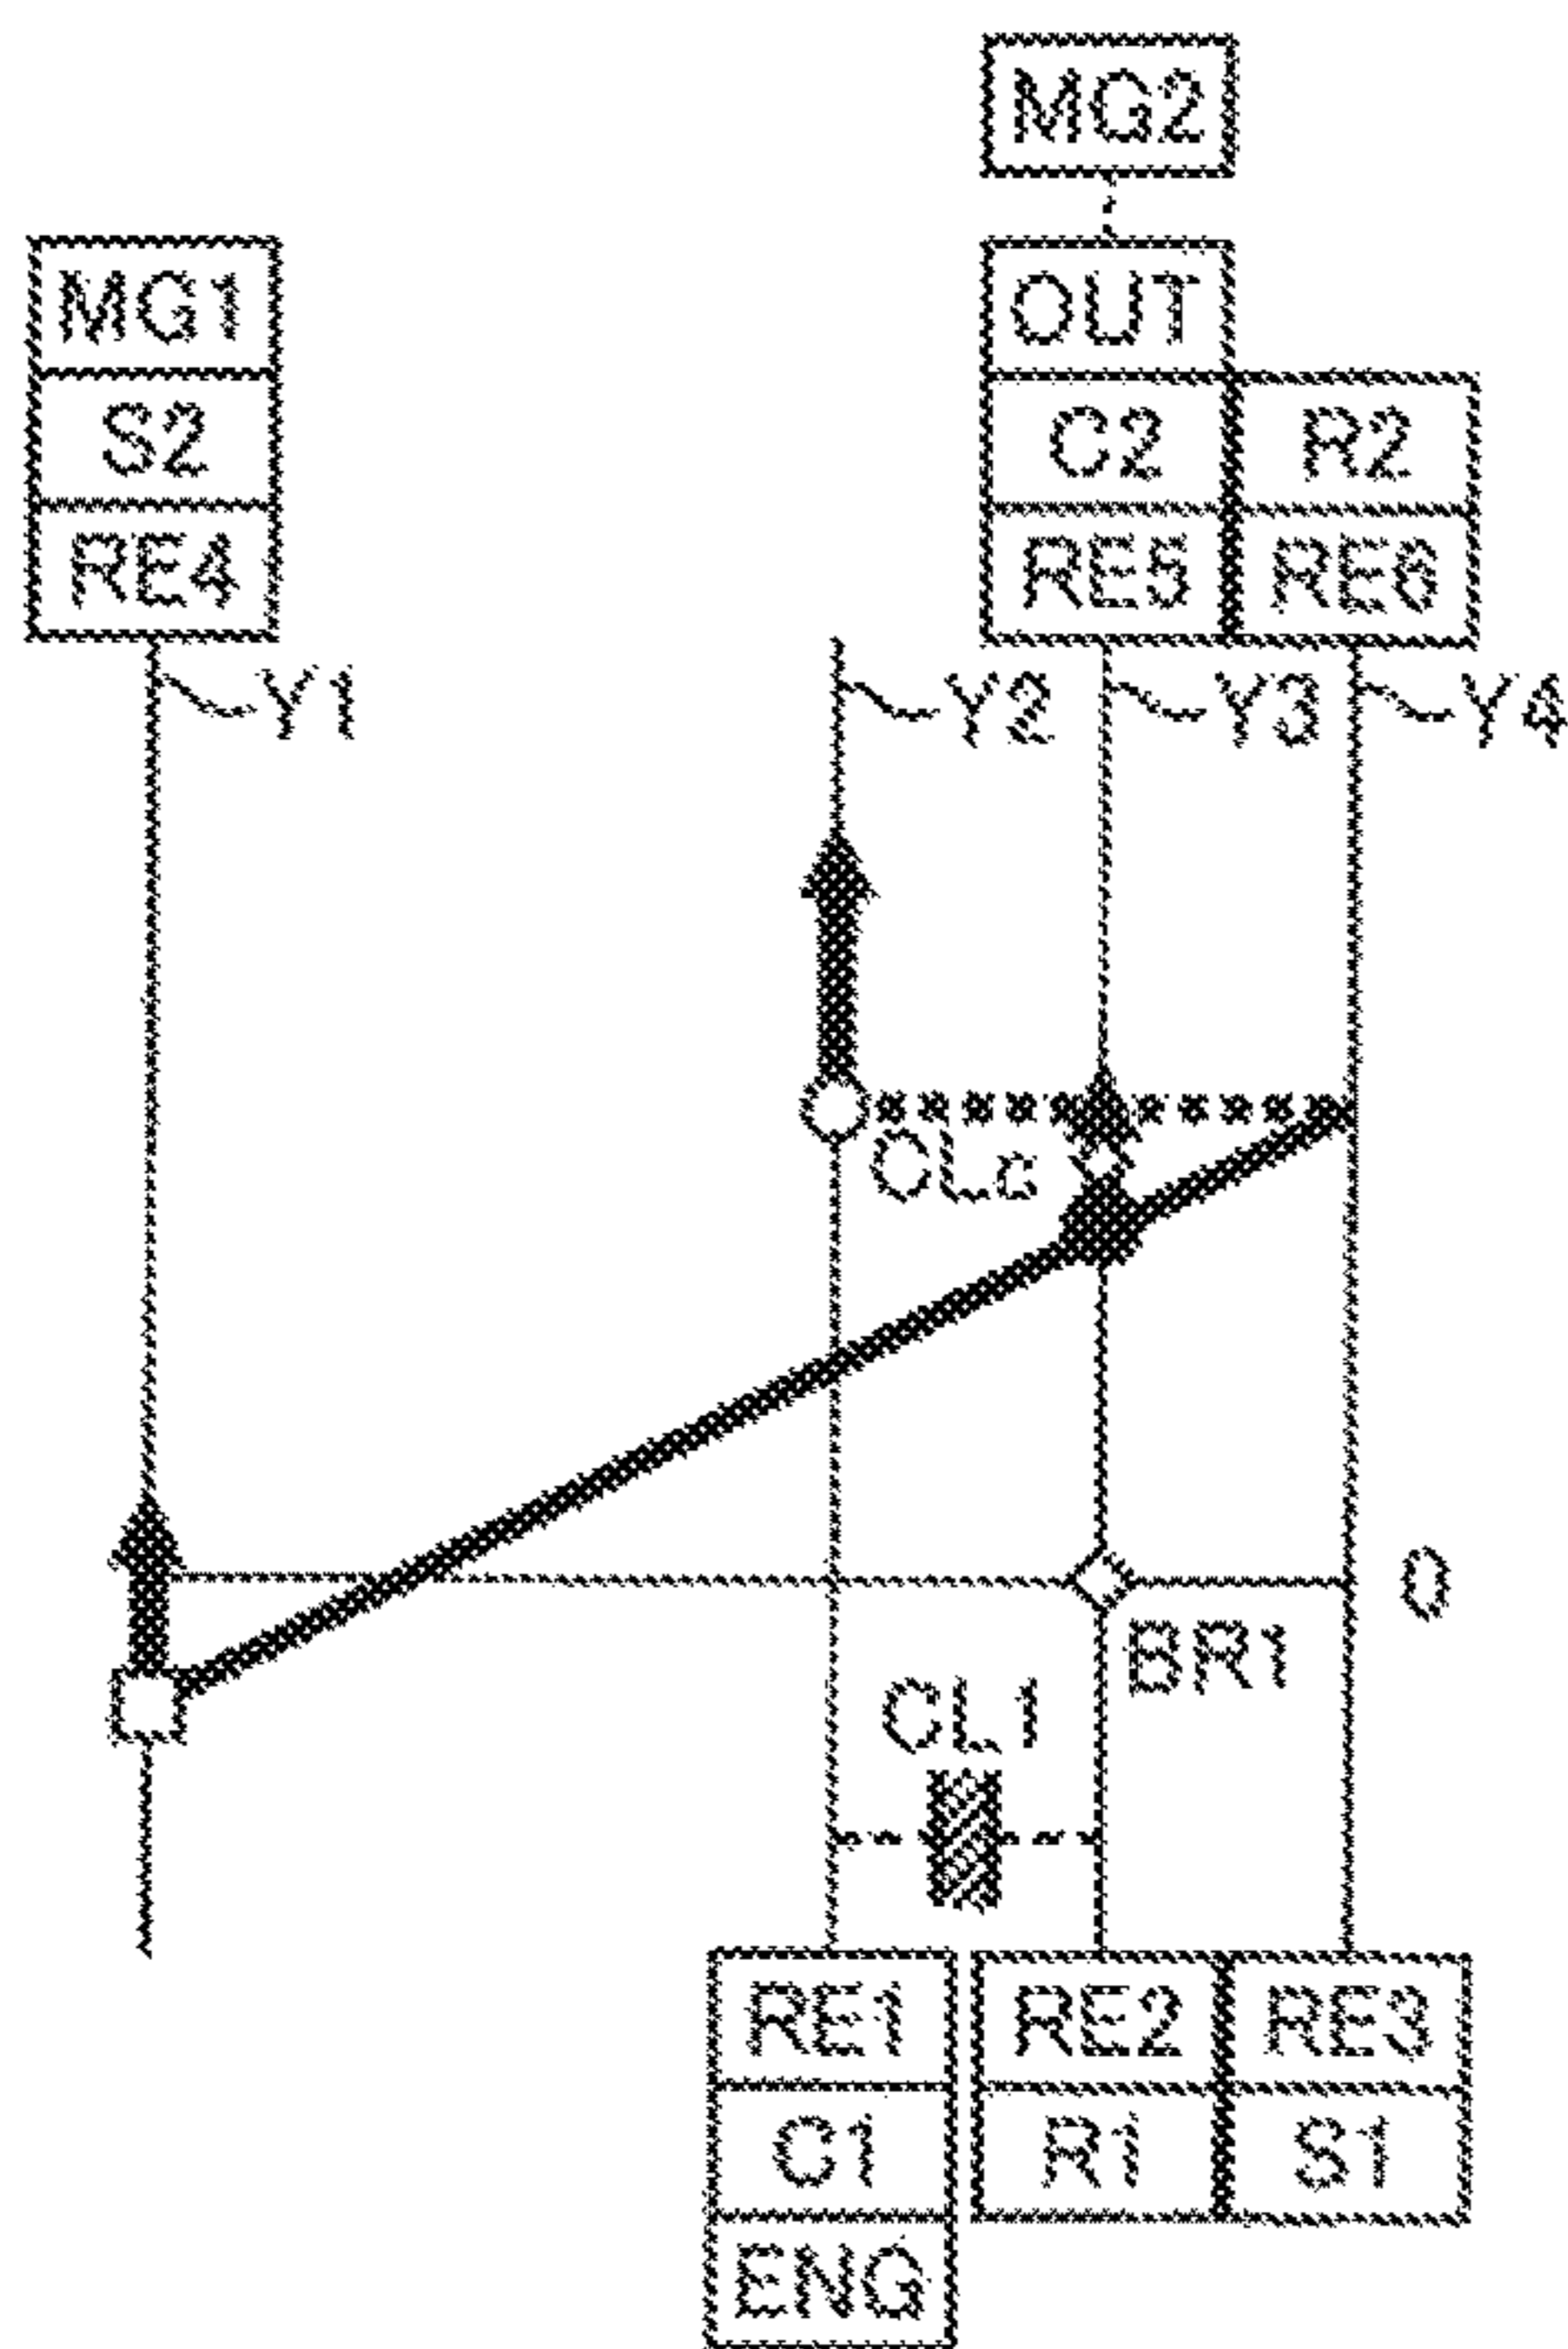 MG2
MG1
OUT
S2
C2
R2
RE4
RE5
RE6
Y1
Y2
Y3
Y4
CLc
0
BR1
CL1
RE1
RE2
RE3
C1
R1
S1
ENG